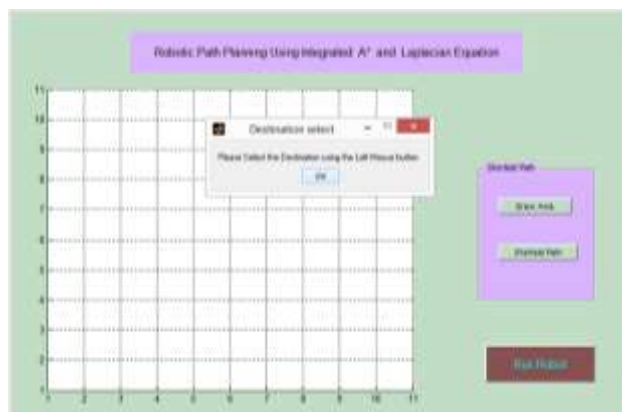 Robotic Path Planning Using Integrated A* and Laplacian Equation
Destination select
Please Select the Destination using the Left Mouse button
OK
11
10
9
8
7
6
5
4
3
2
1
1 2 3 4 5 6 7 8 9 10 11
Shortest Path
Draw Area
Shortest Path
Run Robot